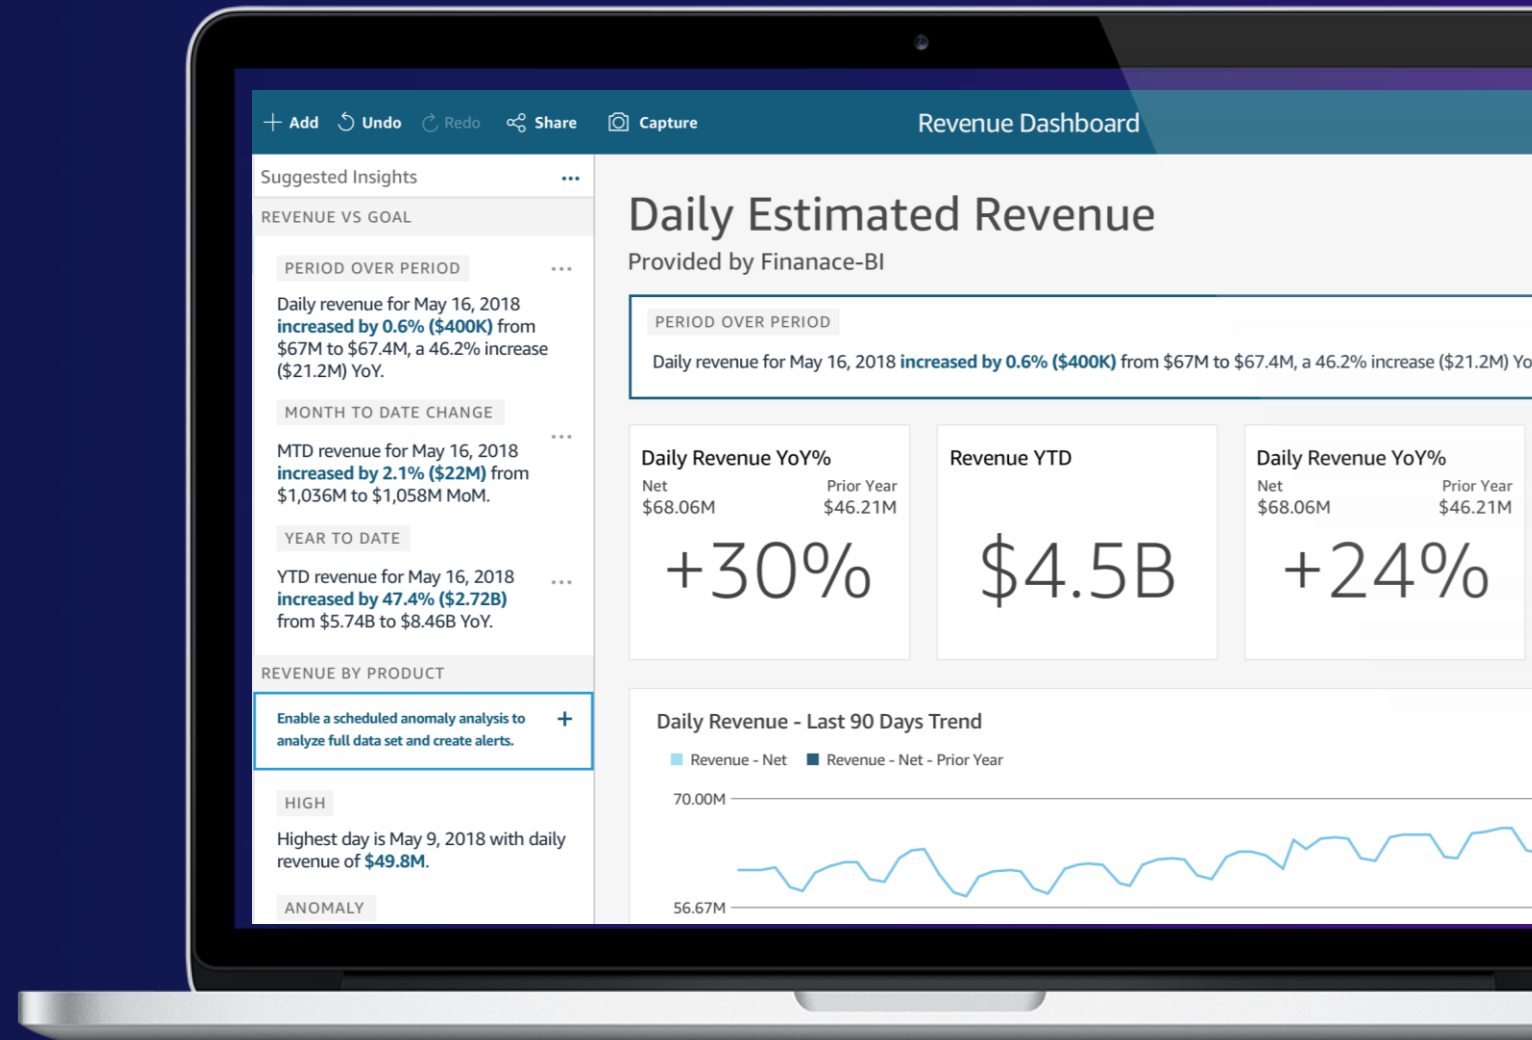 Add Undo Redo Share Capture Revenue Dashboard
Suggested Insights
REVENUE VS GOAL
PERIOD OVER PERIOD
Daily revenue for May 16, 2018
increased by 0.6% ($400K) from
$67M to $67.4M, a 46.2% increase
($21.2M) YoY.
MONTH TO DATE CHANGE
MTD revenue for May 16, 2018
increased by 2.1% ($22M) from
$1,036M to $1,058M MoM.
YEAR TO DATE
YTD revenue for May 16, 2018
increased by 47.4% ($2.72B)
from $5.74B to $8.46B YoY.
REVENUE BY PRODUCT
Enable a scheduled anomaly analysis to
analyze full data set and create alerts.
HIGH
Highest day is May 9, 2018 with daily
revenue of $49.8M.
ANOMALY
Daily Estimated Revenue
Provided by Finanace-BI
PERIOD OVER PERIOD
Daily revenue for May 16, 2018 increased by 0.6% ($400K) from $67M to $67.4M, a 46.2% increase ($21.2M) Yo
Daily Revenue YoY%
Net Prior Year
$68.06M $46.21M
+30%
Revenue YTD
$4.5B
Daily Revenue YoY%
Net Prior Year
$68.06M $46.21M
+24%
Daily Revenue - Last 90 Days Trend
Revenue - Net Revenue - Net - Prior Year
70.00M
56.67M